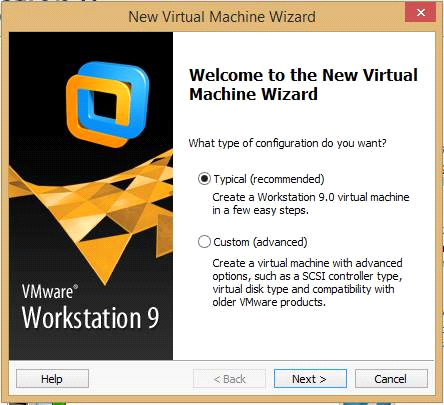 New Virtual Machine Wizard
Welcome to the New Virtual
Machine Wizard
What type of configuration do you want?
Typical (recommended)
Create a Workstation 9.0 virtual machine
in a few easy steps.
Custom (advanced)
Create a virtual machine with advanced
options, such as a SCSI controller type,
virtual disk type and compatibility with
older VMware products.
VMware®
Workstation 9
Help
< Back
Next >
Cancel